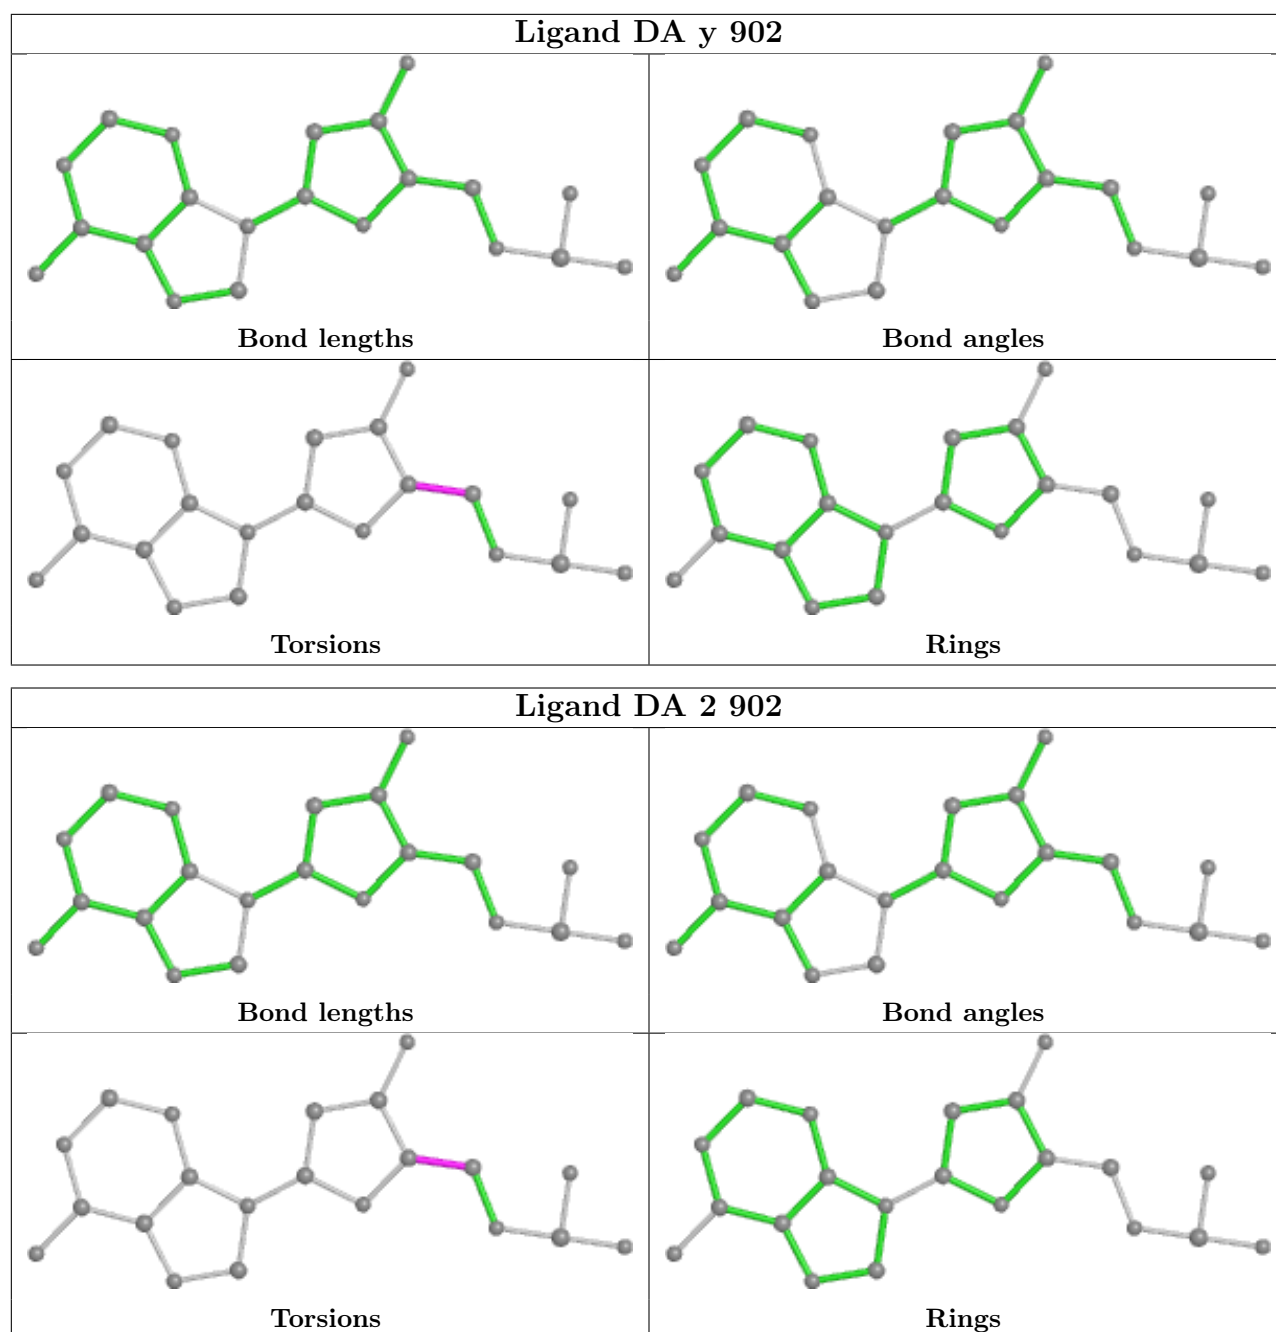 Ligand DA y 902
Bond lengths
Bond angles
Torsions
Rings
Ligand DA 2 902
Bond lengths
Bond angles
Torsions
Rings